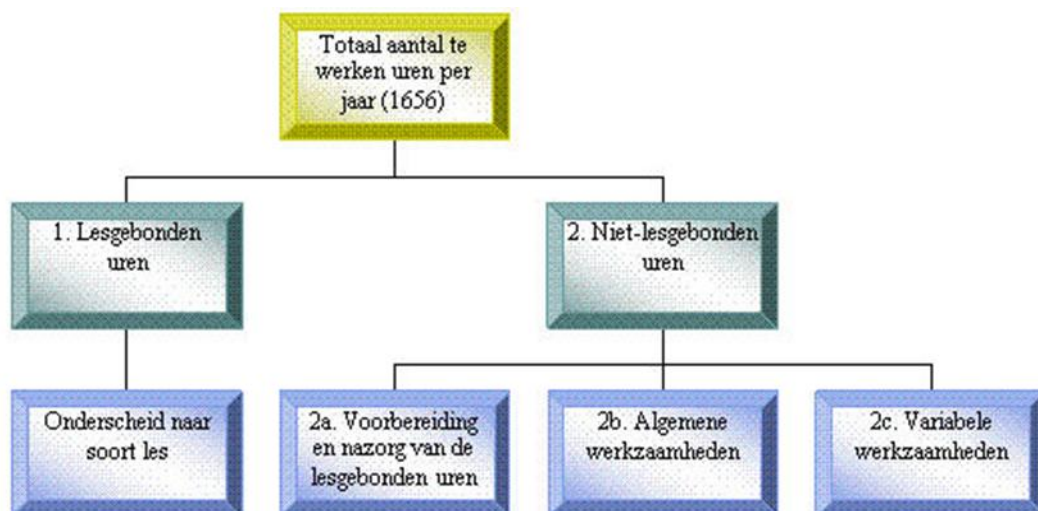 Totaal aantal te
werken uren per
jaar (1656)
1. Lesgebonden
uren
2. Niet-lesgebonden
uren
Onderscheid naar
soort les
2a. Voorbereiding
en nazorg van de
lesgebonden uren
2b. Algemene
werkzaamheden
2c. Variabele
werkzaamheden